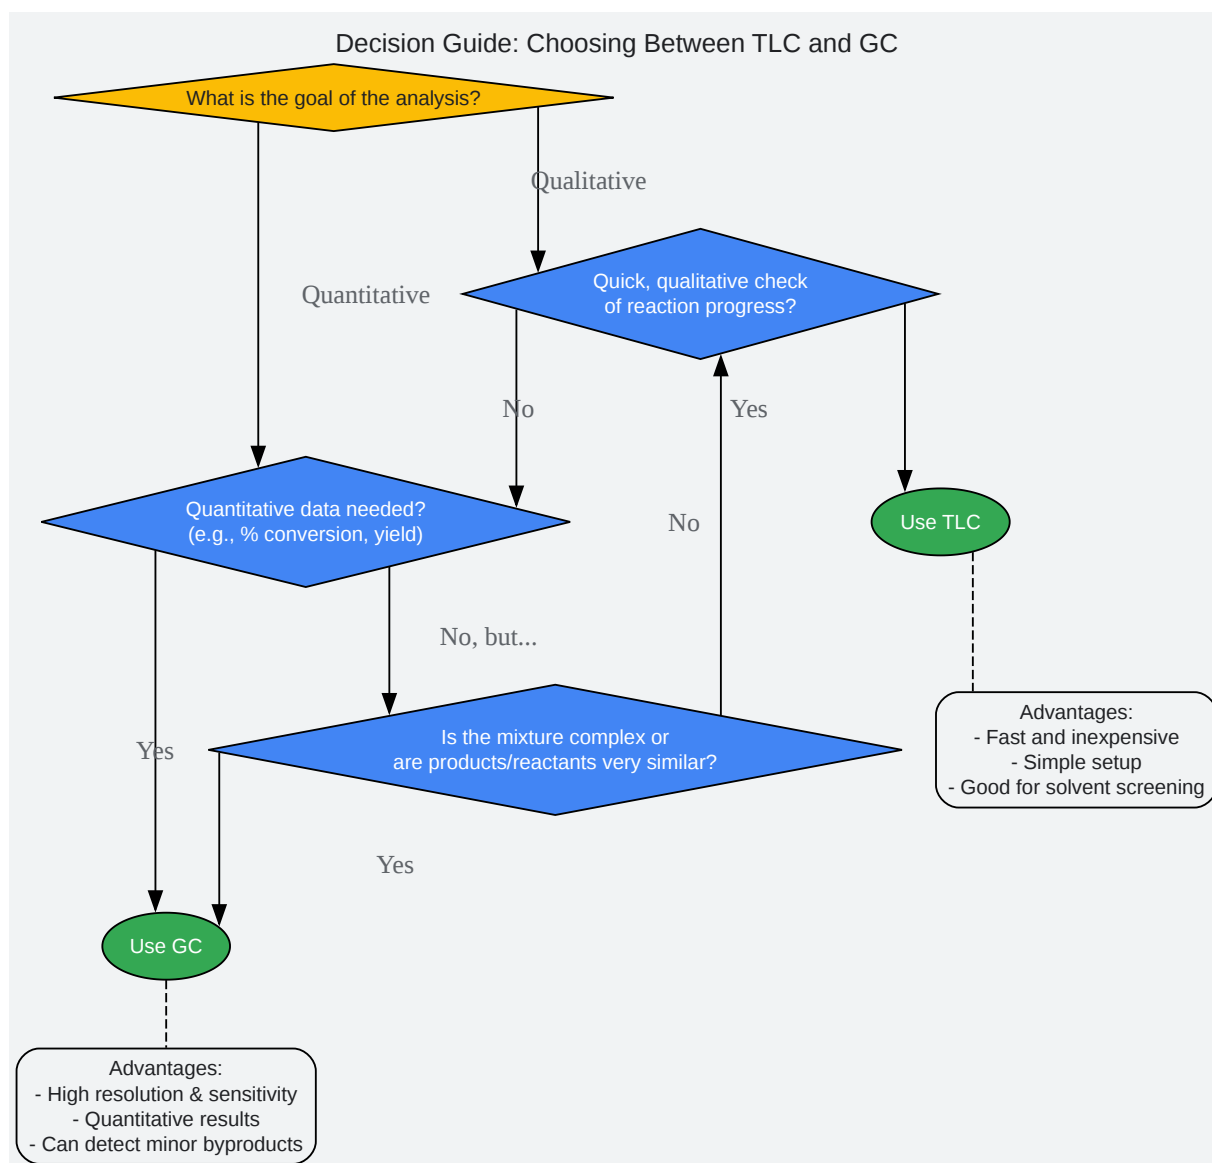 Decision Guide: Choosing Between TLC and GC
What is the goal of the analysis?
Qualitative
Quick, qualitative check
of reaction progress?
Quantitative
No
Yes
Quantitative data needed?
(e.g., % conversion, yield)
No
Use TLC
No, but...
Is the mixture complex or
are products/reactants very similar?
Advantages:
- Fast and inexpensive
- Simple setup
- Good for solvent screening
Yes
Yes
Use GC
Advantages:
- High resolution & sensitivity
- Quantitative results
- Can detect minor byproducts